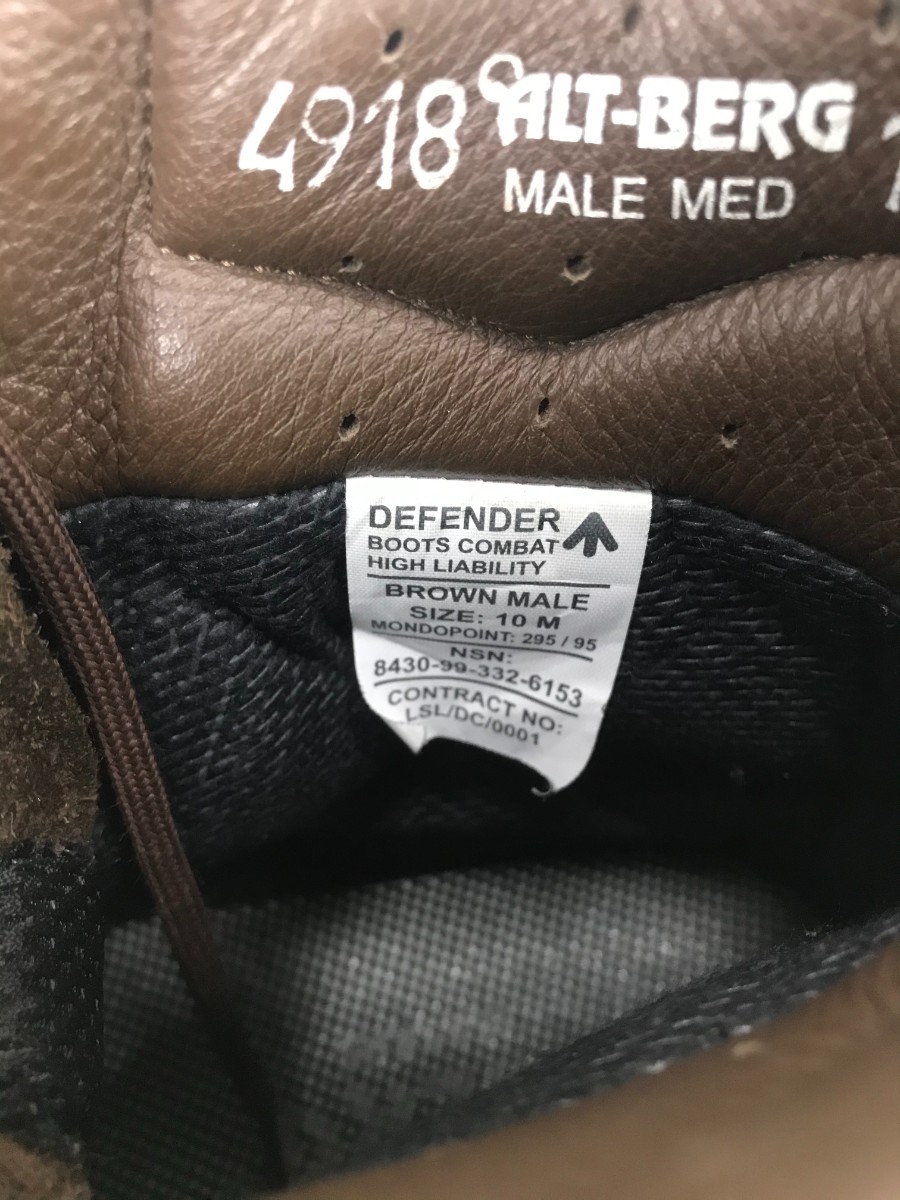 4918 ALT-BERG
MALE MED
DEFENDER
BOOTS COMBAT
HIGH LIABILITY
BROWN MALE
SIZE: 10 M
MONDOPOINT: 295 / 95
NSN:
8430-99-332-6153
CONTRACT NO:
LSL/DC/0001